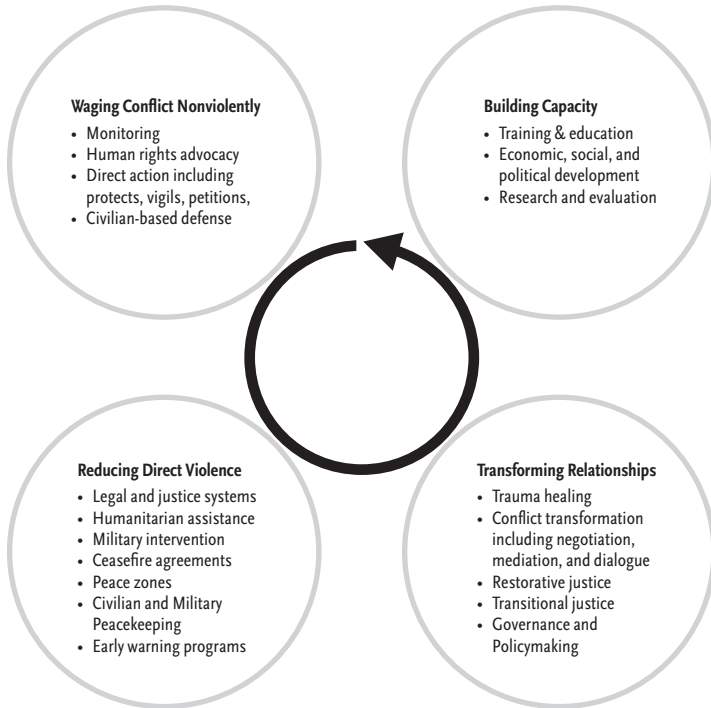 Waging Conflict Nonviolently
• Monitoring
• Human rights advocacy
• Direct action including
protects, vigils, petitions,
• Civilian-based defense
Building Capacity
• Training & education
• Economic, social, and
political development
• Research and evaluation
Reducing Direct Violence
• Legal and justice systems
• Humanitarian assistance
• Military intervention
• Ceasefire agreements
• Peace zones
• Civilian and Military
Peacekeeping
• Early warning programs
Transforming Relationships
• Trauma healing
• Conflict transformation
including negotiation,
mediation, and dialogue
• Restorative justice
• Transitional justice
• Governance and
Policymaking